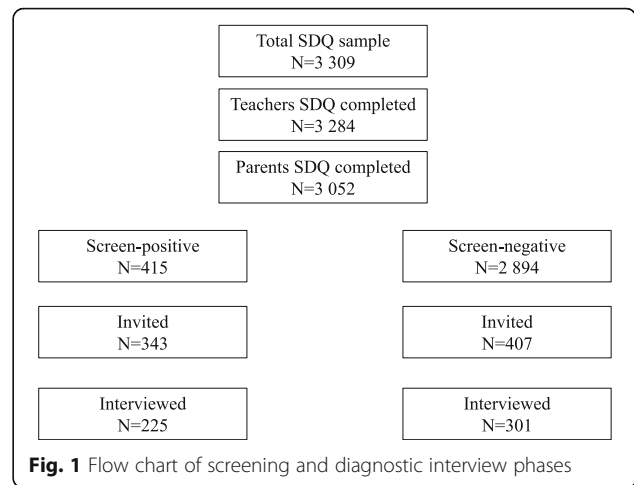 Total SDQ sample
N=3 309
Teachers SDQ completed
N=3 284
Parents SDQ completed
N=3 052
Screen-positive
N=415
Screen-negative
N=2 894
Invited
N=343
Invited
N=407
Interviewed
N=225
Interviewed
N=301
Fig. 1 Flow chart of screening and diagnostic interview phases